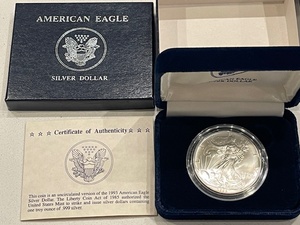 AMERICAN EAGLE
SILVER DOLLAR
Certificate of Authenticity
This coin is an uncirculated version of the 1993 American Eagle
Silver Dollar. The Liberty Coin Act of 1985 authorized the
United States Mint to strike and issue silver dollars containing
one troy ounce of .999 silver.